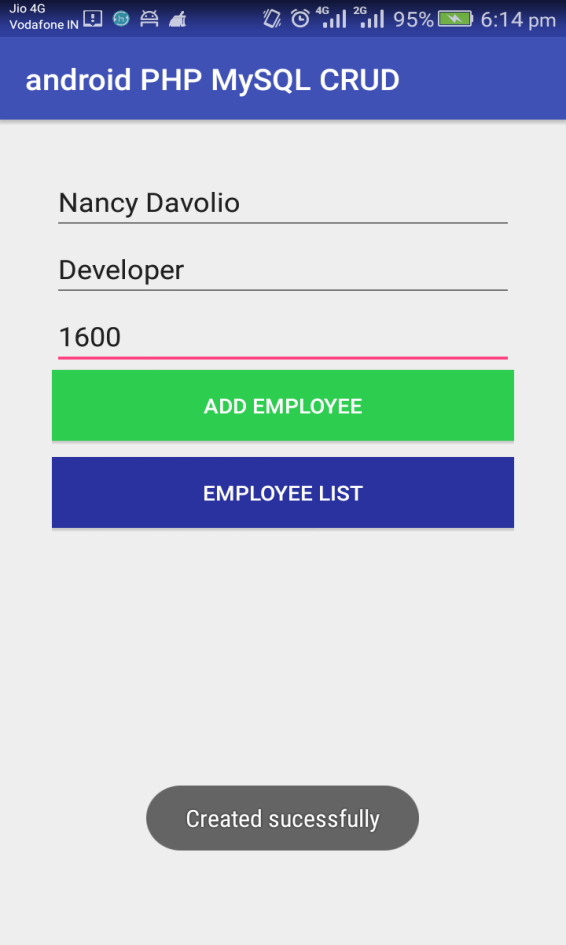 Jio 4G
Vodafone IN
4G 2G 95% 6:14 pm
android PHP MySQL CRUD
Nancy Davolio
Developer
1600
ADD EMPLOYEE
EMPLOYEE LIST
Created sucessfully